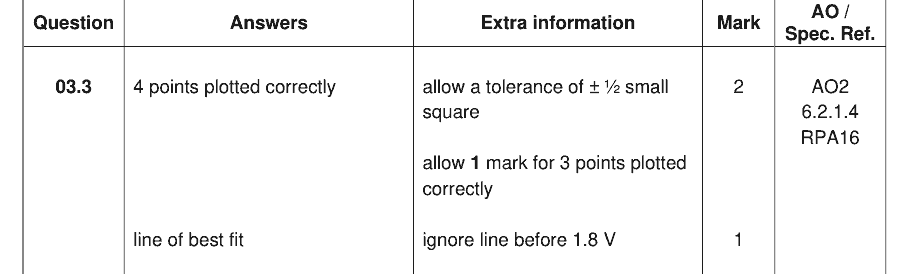 Question Answers Extra information Mark AO / Spec. Ref.
03.3 4 points plotted correctly allow a tolerance of ± ½ small square 2 AO2
6.2.1.4
RPA16
allow 1 mark for 3 points plotted correctly
line of best fit ignore line before 1.8 V 1